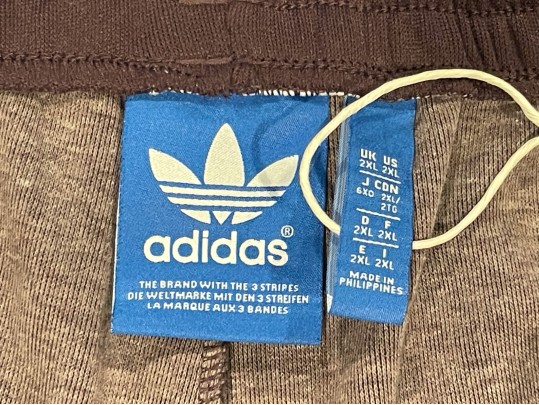 adidas®
THE BRAND WITH THE 3 STRIPES
DIE WELTMARKE MIT DEN 3 STREIFEN
LA MARQUE AUX 3 BANDES
UK US
2XL 2XL
J CDN
6XO 2XL/
2TG
D F
2XL 2XL
E I
2XL 2XL
MADE IN
PHILIPPINES